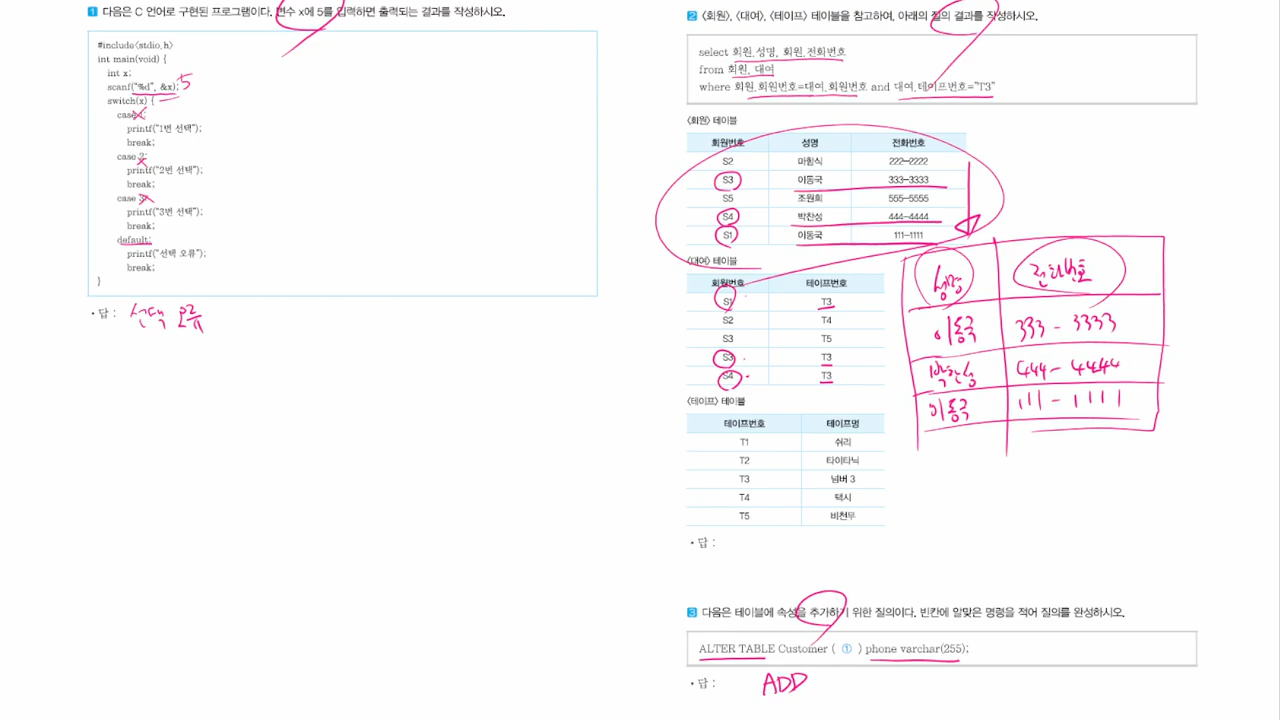 1 다음은 C 언어로 구현된 프로그램이다. 변수 x에 5를 입력하면 출력되는 결과를 작성하시오.
#include<stdio.h>
int main(void) {
int x;
scanf("%d", &x); 5
switch(x) {
case 1:
printf("1번 선택");
break;
case 2:
printf("2번 선택");
break;
case 3:
printf("3번 선택");
break;
default:
printf("선택 오류");
break;
}
• 답 : 선택 오류
2 <회원>, <대여>, <테이프> 테이블을 참고하여, 아래의 질의 결과를 작성하시오.
select 회원.성명, 회원.전화번호
from 회원, 대여
where 회원.회원번호=대여.회원번호 and 대여.테이프번호="T3"
<회원> 테이블
회원번호 성명 전화번호
S2 마함식 222-2222
S3 이동국 333-3333
S5 조원희 555-5555
S4 박찬성 444-4444
S1 이동국 111-1111
<대여> 테이블
회원번호 테이프번호
S1 T3
S2 T4
S3 T5
S3 T3
S4 T3
성명 전화번호
이동국 333-3333
박찬성 444-4444
이동국 111-1111
<테이프> 테이블
테이프번호 테이프명
T1 쉬리
T2 타이타닉
T3 넘버 3
T4 택시
T5 비천무
• 답 :
3 다음은 테이블에 속성을 추가하기 위한 질의이다. 빈칸에 알맞은 명령을 적어 질의를 완성하시오.
ALTER TABLE Customer ( ① ) phone varchar(255);
• 답 : ADD